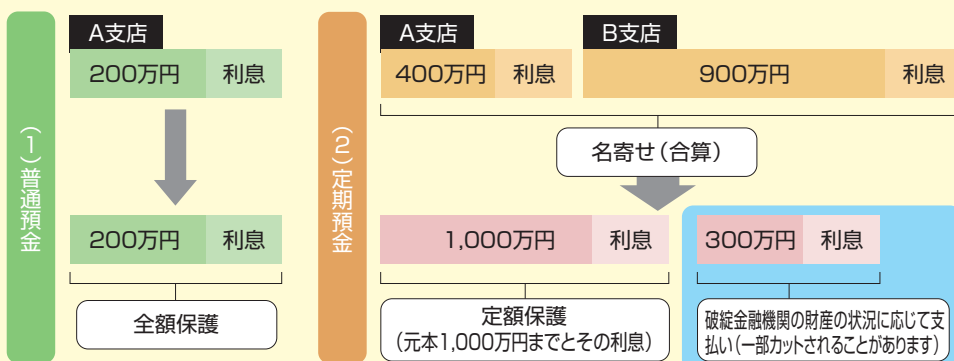 (1)普通預金
A支店
200万円 利息
200万円 利息
全額保護
(2)定期預金
A支店 B支店
400万円 利息 900万円 利息
名寄せ(合算)
1,000万円 利息 300万円 利息
定額保護
(元本1,000万円までとその利息)
破綻金融機関の財産の状況に応じて支
払い(一部カットされることがあります)